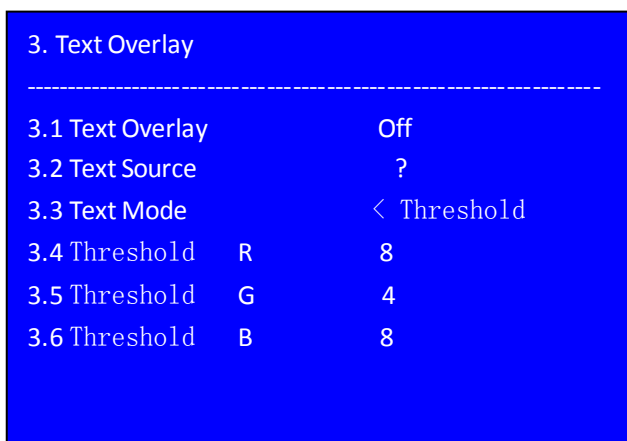 3. Text Overlay
----------------------------------------------------------------------
3.1 Text Overlay Off
3.2 Text Source ?
3.3 Text Mode < Threshold
3.4 Threshold R 8
3.5 Threshold G 4
3.6 Threshold B 8